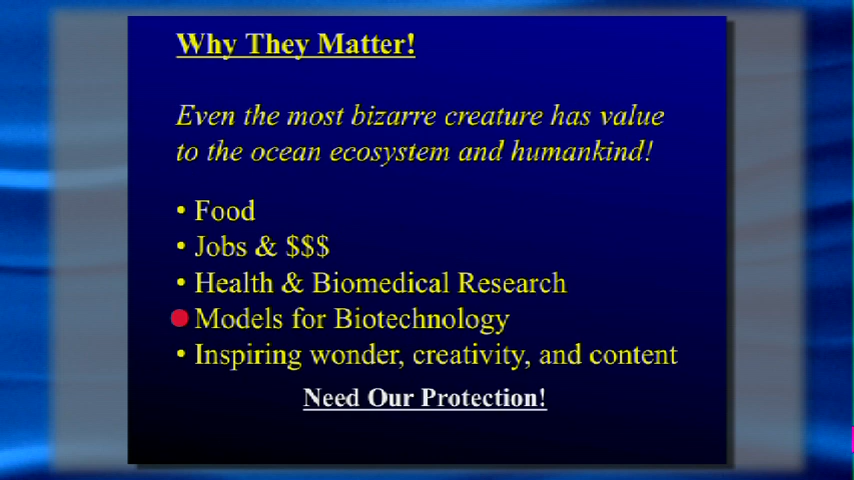 Why They Matter!
Even the most bizarre creature has value
to the ocean ecosystem and humankind!
• Food
• Jobs & $$$
• Health & Biomedical Research
Models for Biotechnology
• Inspiring wonder, creativity, and content
Need Our Protection!